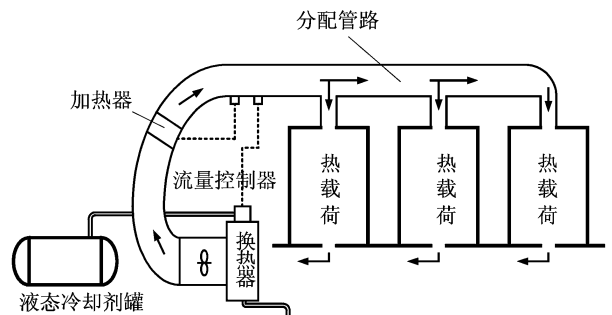 分配管路
加热器
流量控制器
热载荷
热载荷
热载荷
换热器
液态冷却剂罐